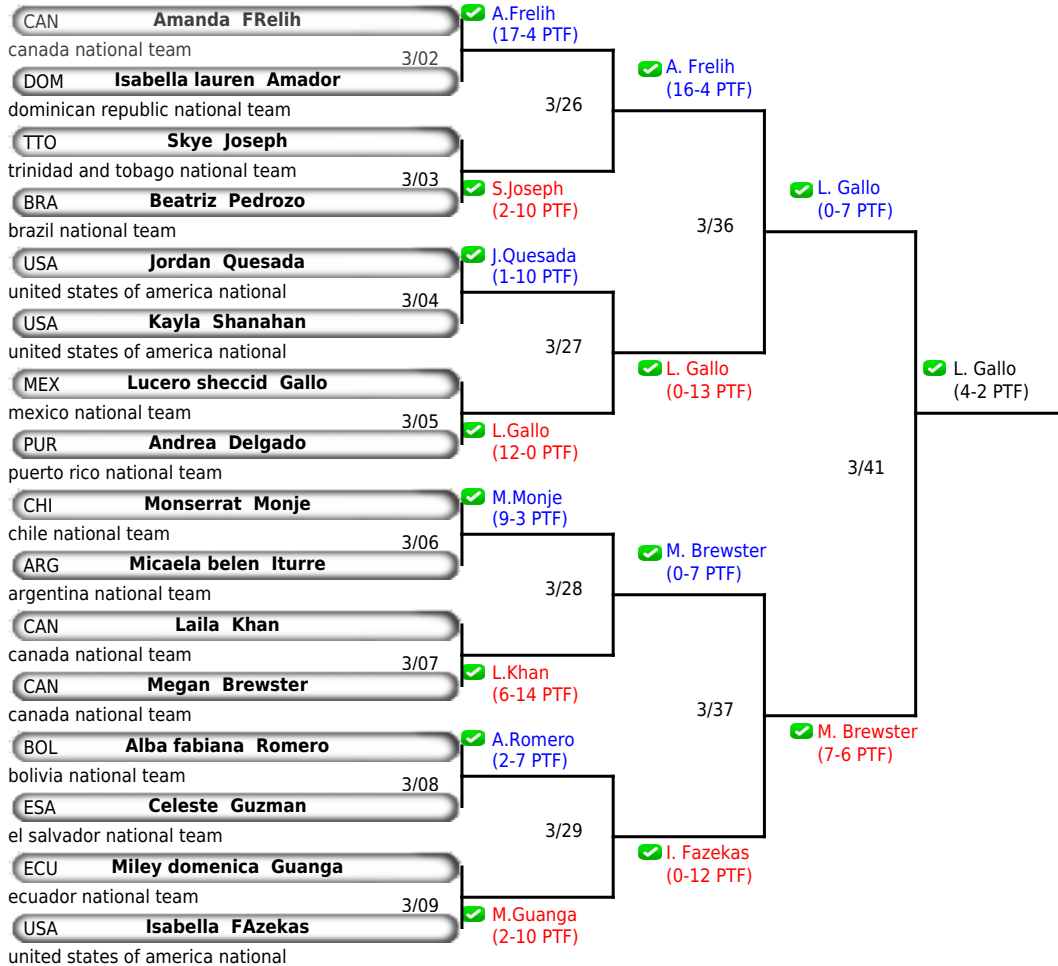 CAN Amanda FRelih
canada national team
3/02
DOM Isabella lauren Amador
dominican republic national team
TTO Skye Joseph
trinidad and tobago national team
3/03
BRA Beatriz Pedrozo
brazil national team
USA Jordan Quesada
united states of america national
3/04
USA Kayla Shanahan
united states of america national
MEX Lucero sheccid Gallo
mexico national team
3/05
PUR Andrea Delgado
puerto rico national team
CHI Monserrat Monje
chile national team
3/06
ARG Micaela belen Iturre
argentina national team
CAN Laila Khan
canada national team
3/07
CAN Megan Brewster
canada national team
BOL Alba fabiana Romero
bolivia national team
3/08
ESA Celeste Guzman
el salvador national team
ECU Miley domenica Guanga
ecuador national team
3/09
USA Isabella FAzekas
united states of america national
A.Frelih
(17-4 PTF)
3/26
S.Joseph
(2-10 PTF)
J.Quesada
(1-10 PTF)
3/27
L.Gallo
(12-0 PTF)
M.Monje
(9-3 PTF)
3/28
L.Khan
(6-14 PTF)
A.Romero
(2-7 PTF)
3/29
M.Guanga
(2-10 PTF)
A. Frelih
(16-4 PTF)
3/36
L. Gallo
(0-13 PTF)
M. Brewster
(0-7 PTF)
3/37
I. Fazekas
(0-12 PTF)
L. Gallo
(0-7 PTF)
3/41
M. Brewster
(7-6 PTF)
L. Gallo
(4-2 PTF)